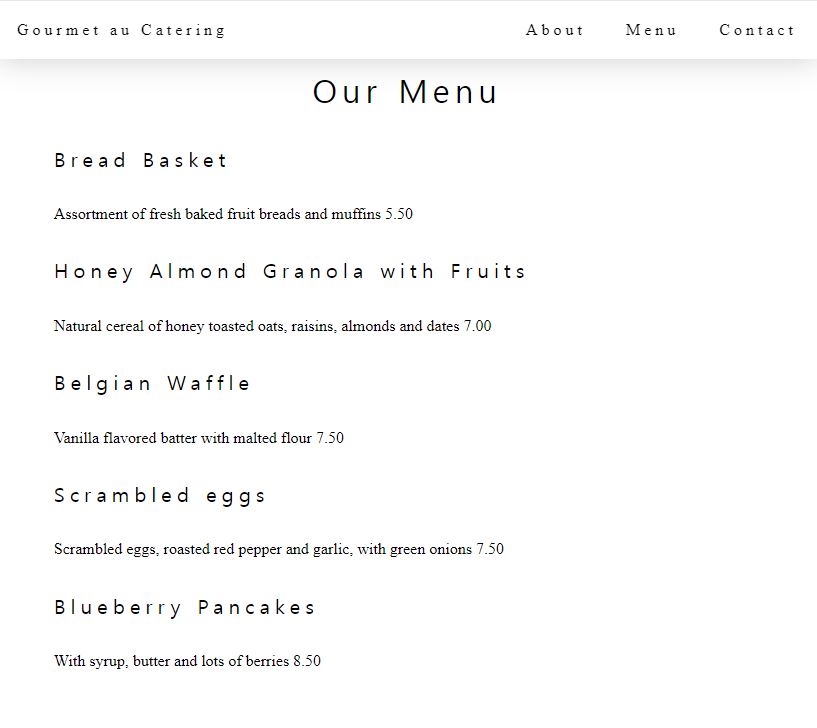 Gourmet au Catering About Menu Contact
Our Menu
Bread Basket
Assortment of fresh baked fruit breads and muffins 5.50
Honey Almond Granola with Fruits
Natural cereal of honey toasted oats, raisins, almonds and dates 7.00
Belgian Waffle
Vanilla flavored batter with malted flour 7.50
Scrambled eggs
Scrambled eggs, roasted red pepper and garlic, with green onions 7.50
Blueberry Pancakes
With syrup, butter and lots of berries 8.50